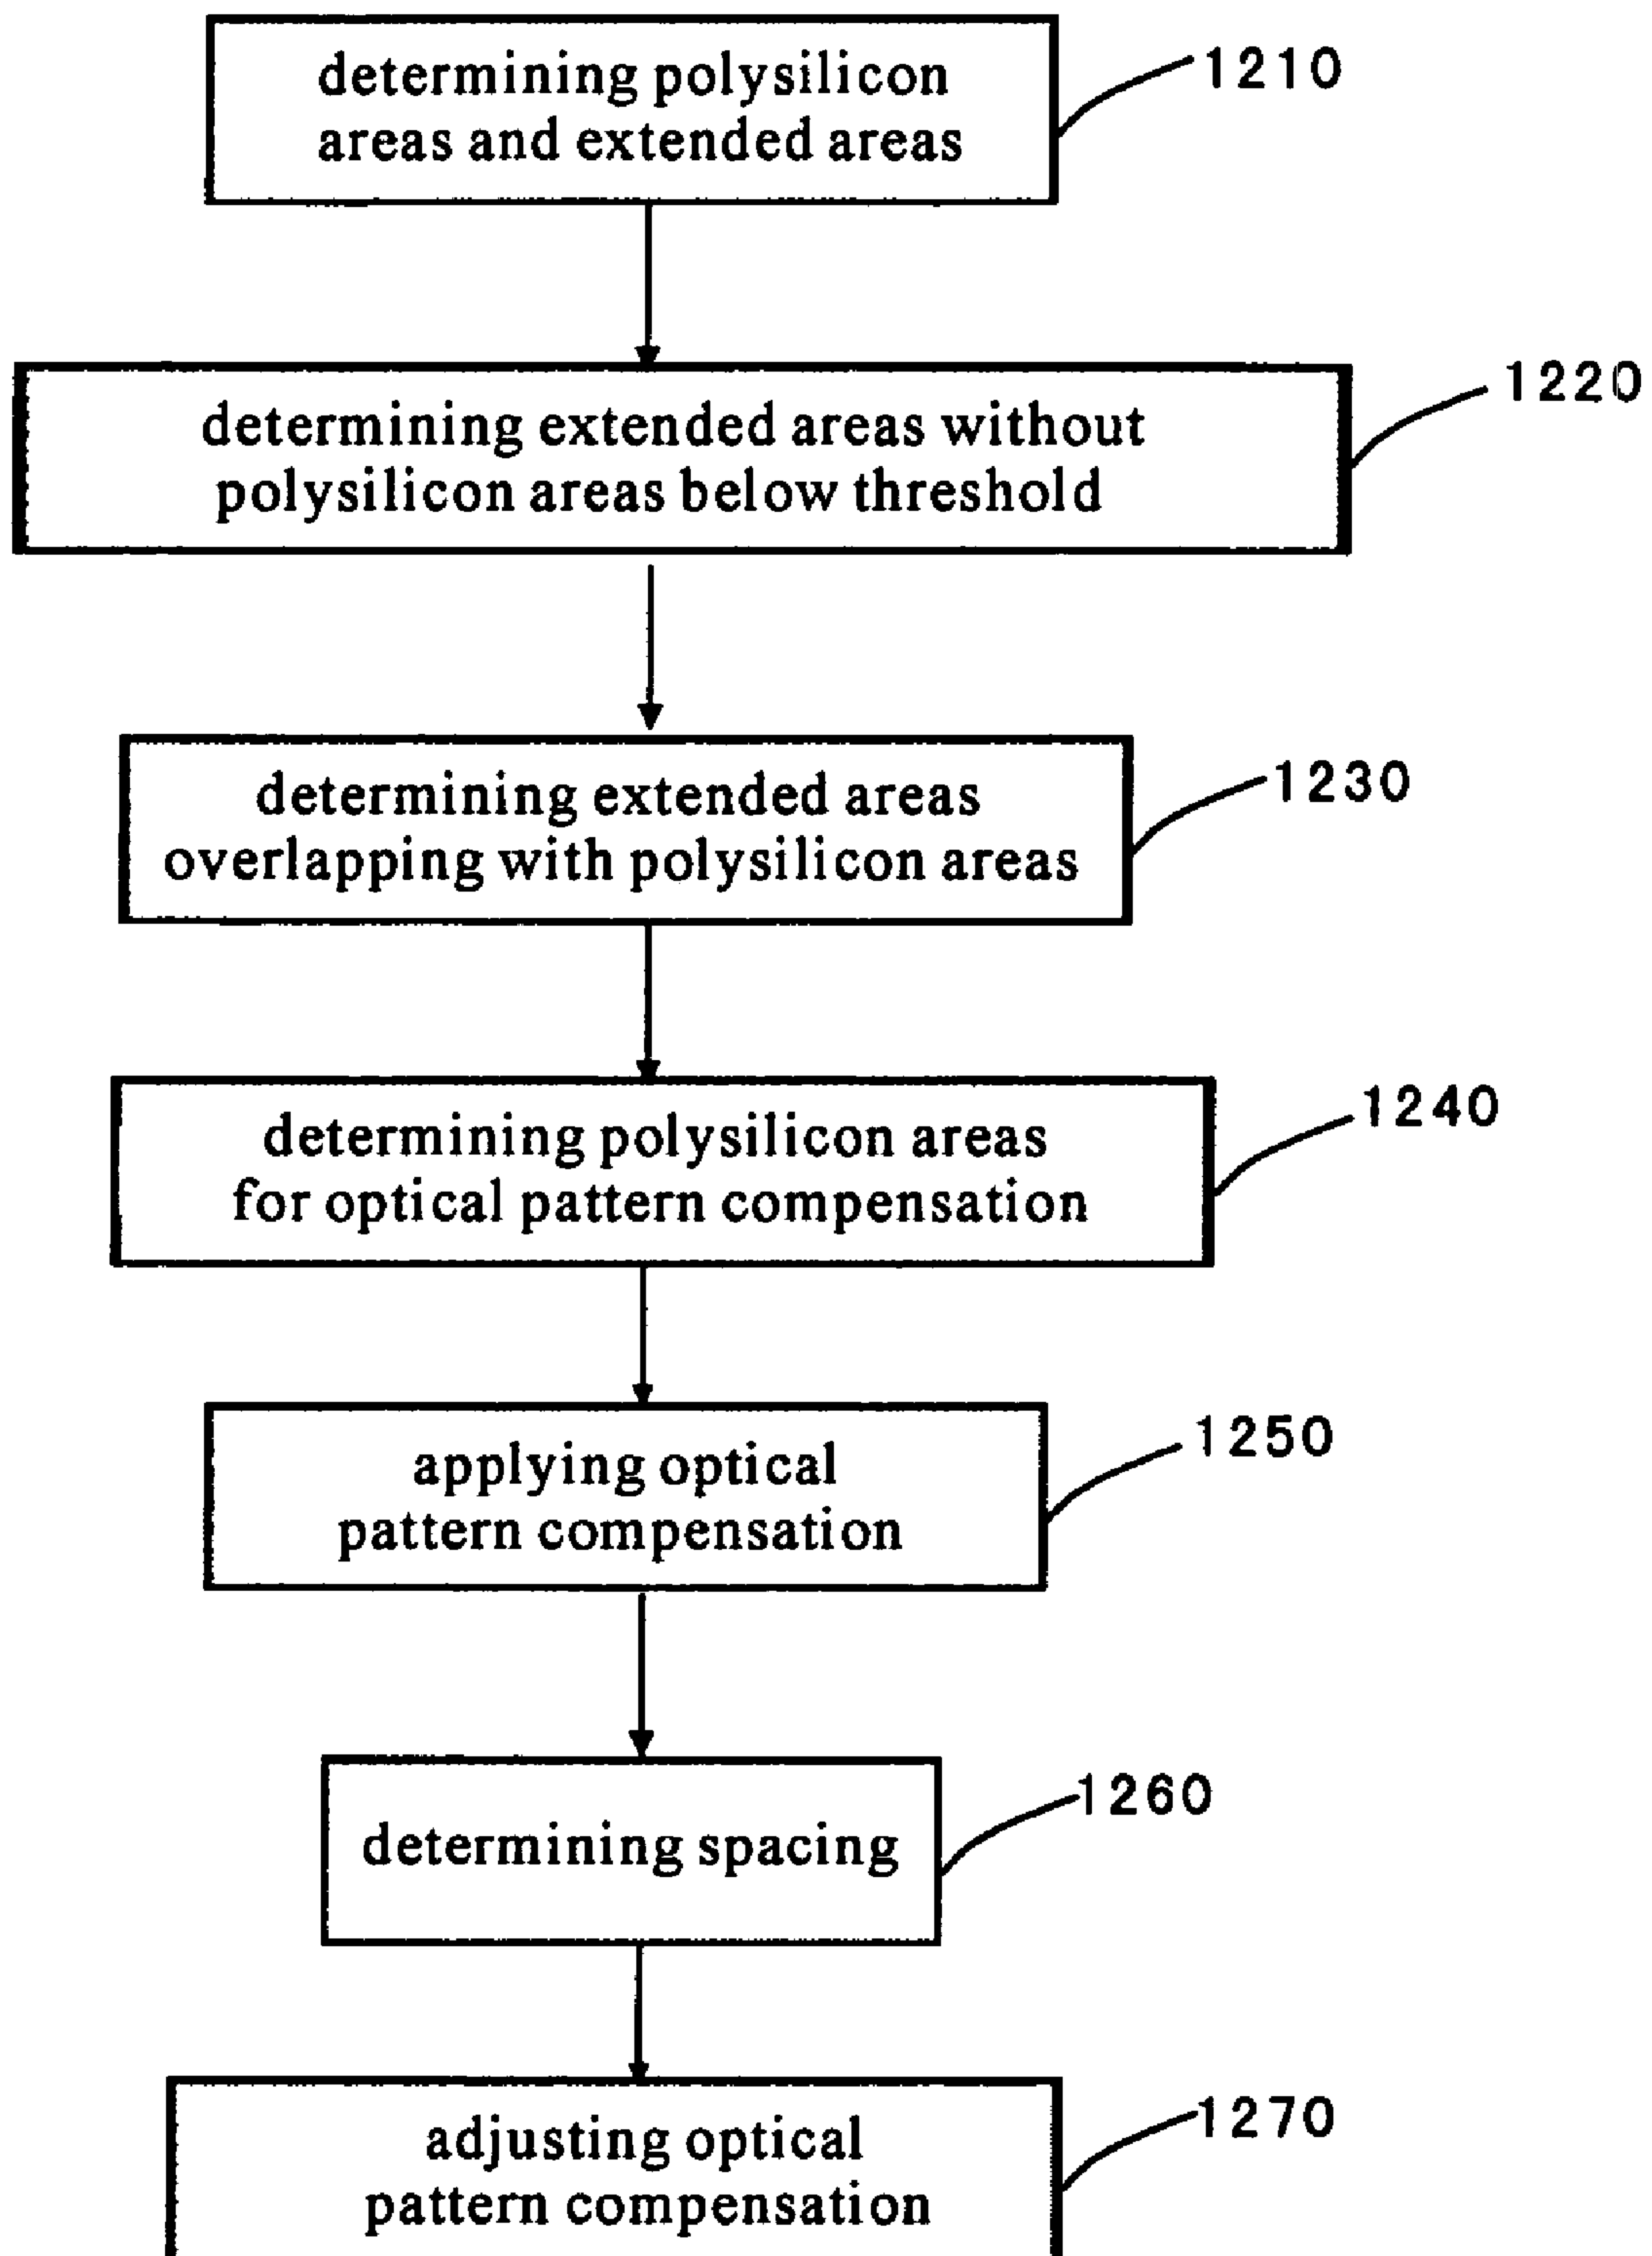 determining polysilicon
areas and extended areas
1210
determining extended areas without
polysilicon areas below threshold
1220
determining extended areas
overlapping with polysilicon areas
1230
determining polysilicon areas
for optical pattern compensation
1240
applying optical
pattern compensation
1250
determining spacing
1260
adjusting optical
pattern compensation
1270